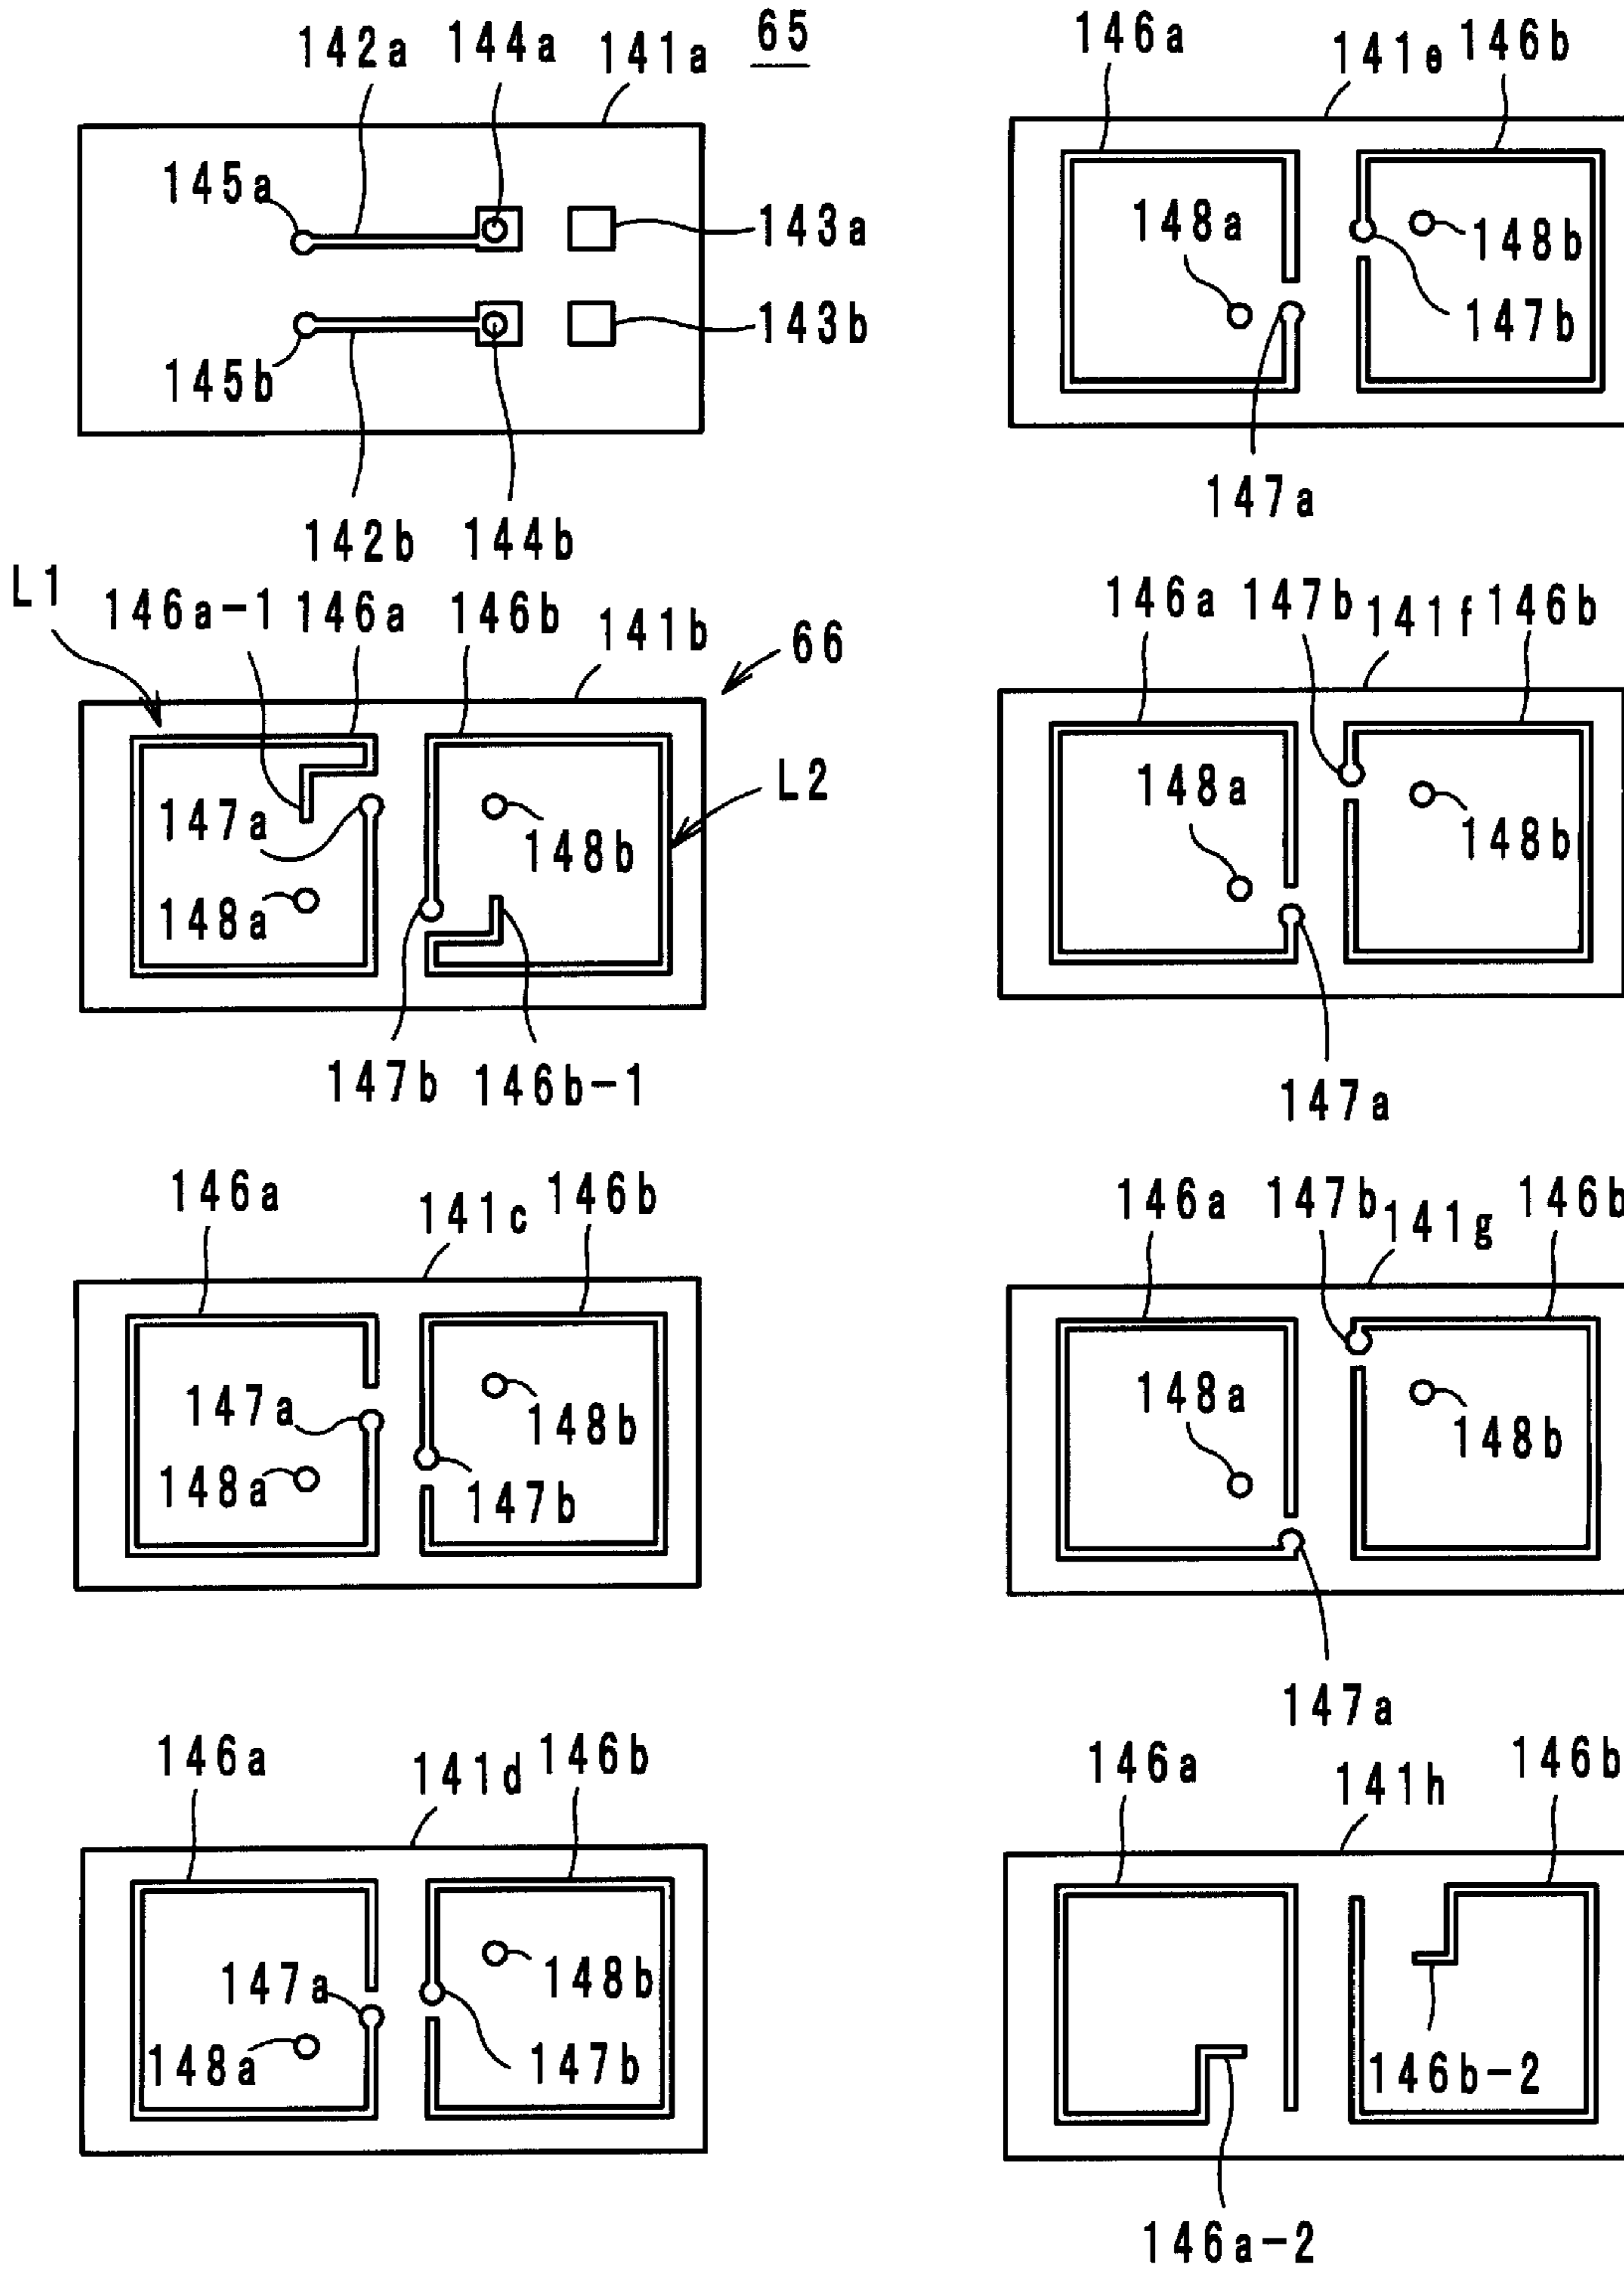 142a 144a 141a 65
145a
143a
143b
145b
142b 144b
L1
146a-1 146a 146b 141b
66
L2
147a
148b
148a
147b 146b-1
146a 141c 146b
147a
148b
148a
147b
146a 141d 146b
147a
148b
148a
147b
146a 141e 146b
148a
148b
147b
147a
146a 147b 141f 146b
148a
148b
147a
146a 147b 141g 146b
148a
148b
147a
146a 141h 146b
146b-2
146a-2